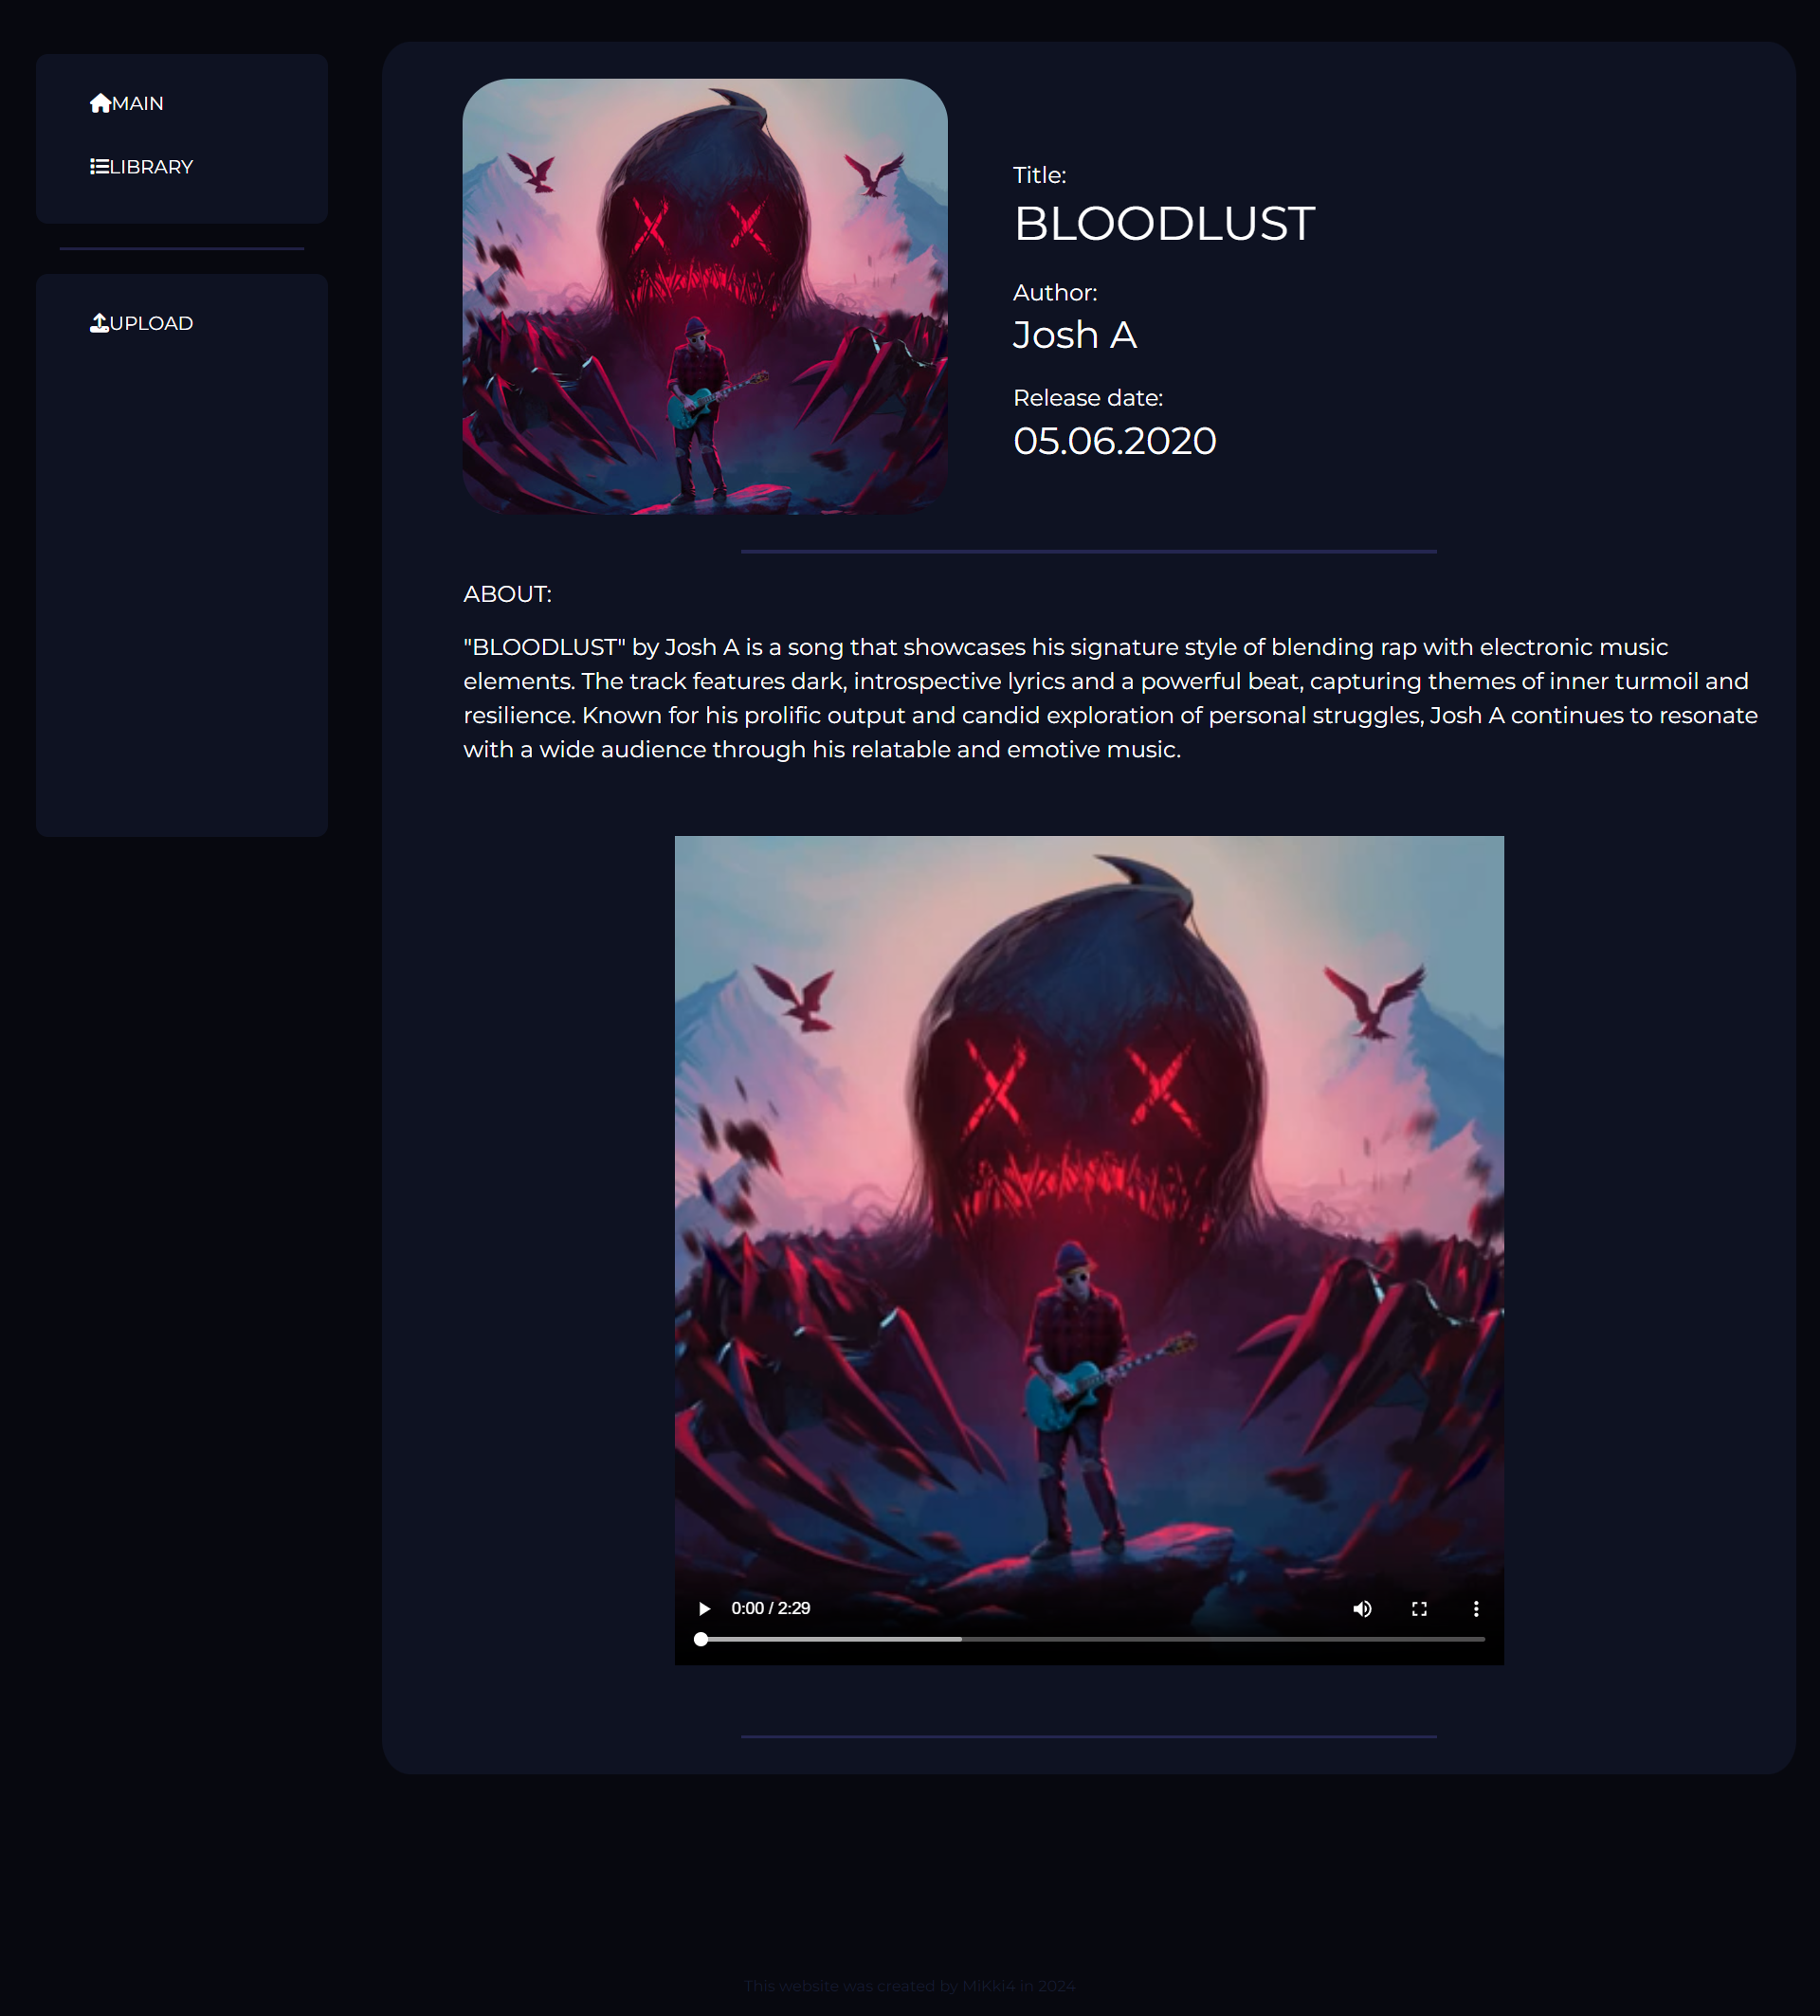 MAIN
LIBRARY
UPLOAD
Title:
BLOODLUST
Author:
Josh A
Release date:
05.06.2020
ABOUT:
"BLOODLUST" by Josh A is a song that showcases his signature style of blending rap with electronic music
elements. The track features dark, introspective lyrics and a powerful beat, capturing themes of inner turmoil and
resilience. Known for his prolific output and candid exploration of personal struggles, Josh A continues to resonate
with a wide audience through his relatable and emotive music.
0:00 / 2:29
This website was created by MiKki4 in 2024